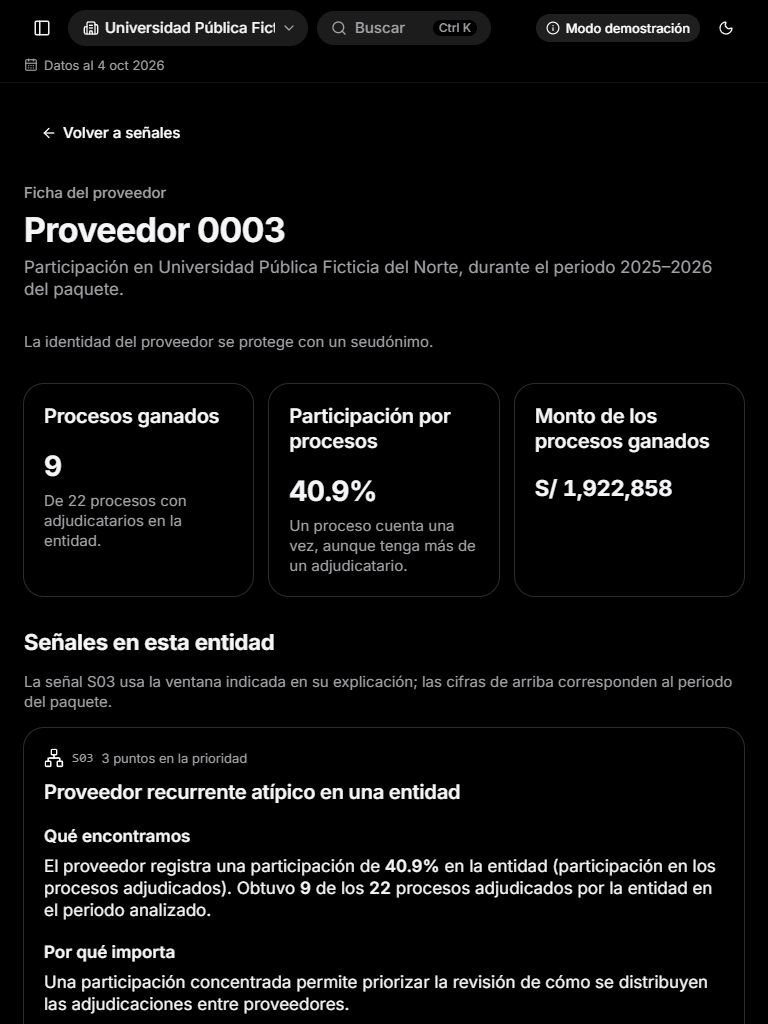 Universidad Pública Fict
Buscar
Ctrl K
Modo demostración
Datos al 4 oct 2026
Volver a señales
Ficha del proveedor
Proveedor 0003
Participación en Universidad Pública Ficticia del Norte, durante el periodo 2025–2026
del paquete.
La identidad del proveedor se protege con un seudónimo.
Procesos ganados
9
De 22 procesos con
adjudicatarios en la
entidad.
Participación por
procesos
40.9%
Un proceso cuenta una
vez, aunque tenga más de
un adjudicatario.
Monto de los
procesos ganados
S/ 1,922,858
Señales en esta entidad
La señal S03 usa la ventana indicada en su explicación; las cifras de arriba corresponden al periodo
del paquete.
S03 3 puntos en la prioridad
Proveedor recurrente atípico en una entidad
Qué encontramos
El proveedor registra una participación de 40.9% en la entidad (participación en los
procesos adjudicados). Obtuvo 9 de los 22 procesos adjudicados por la entidad en
el periodo analizado.
Por qué importa
Una participación concentrada permite priorizar la revisión de cómo se distribuyen
las adjudicaciones entre proveedores.